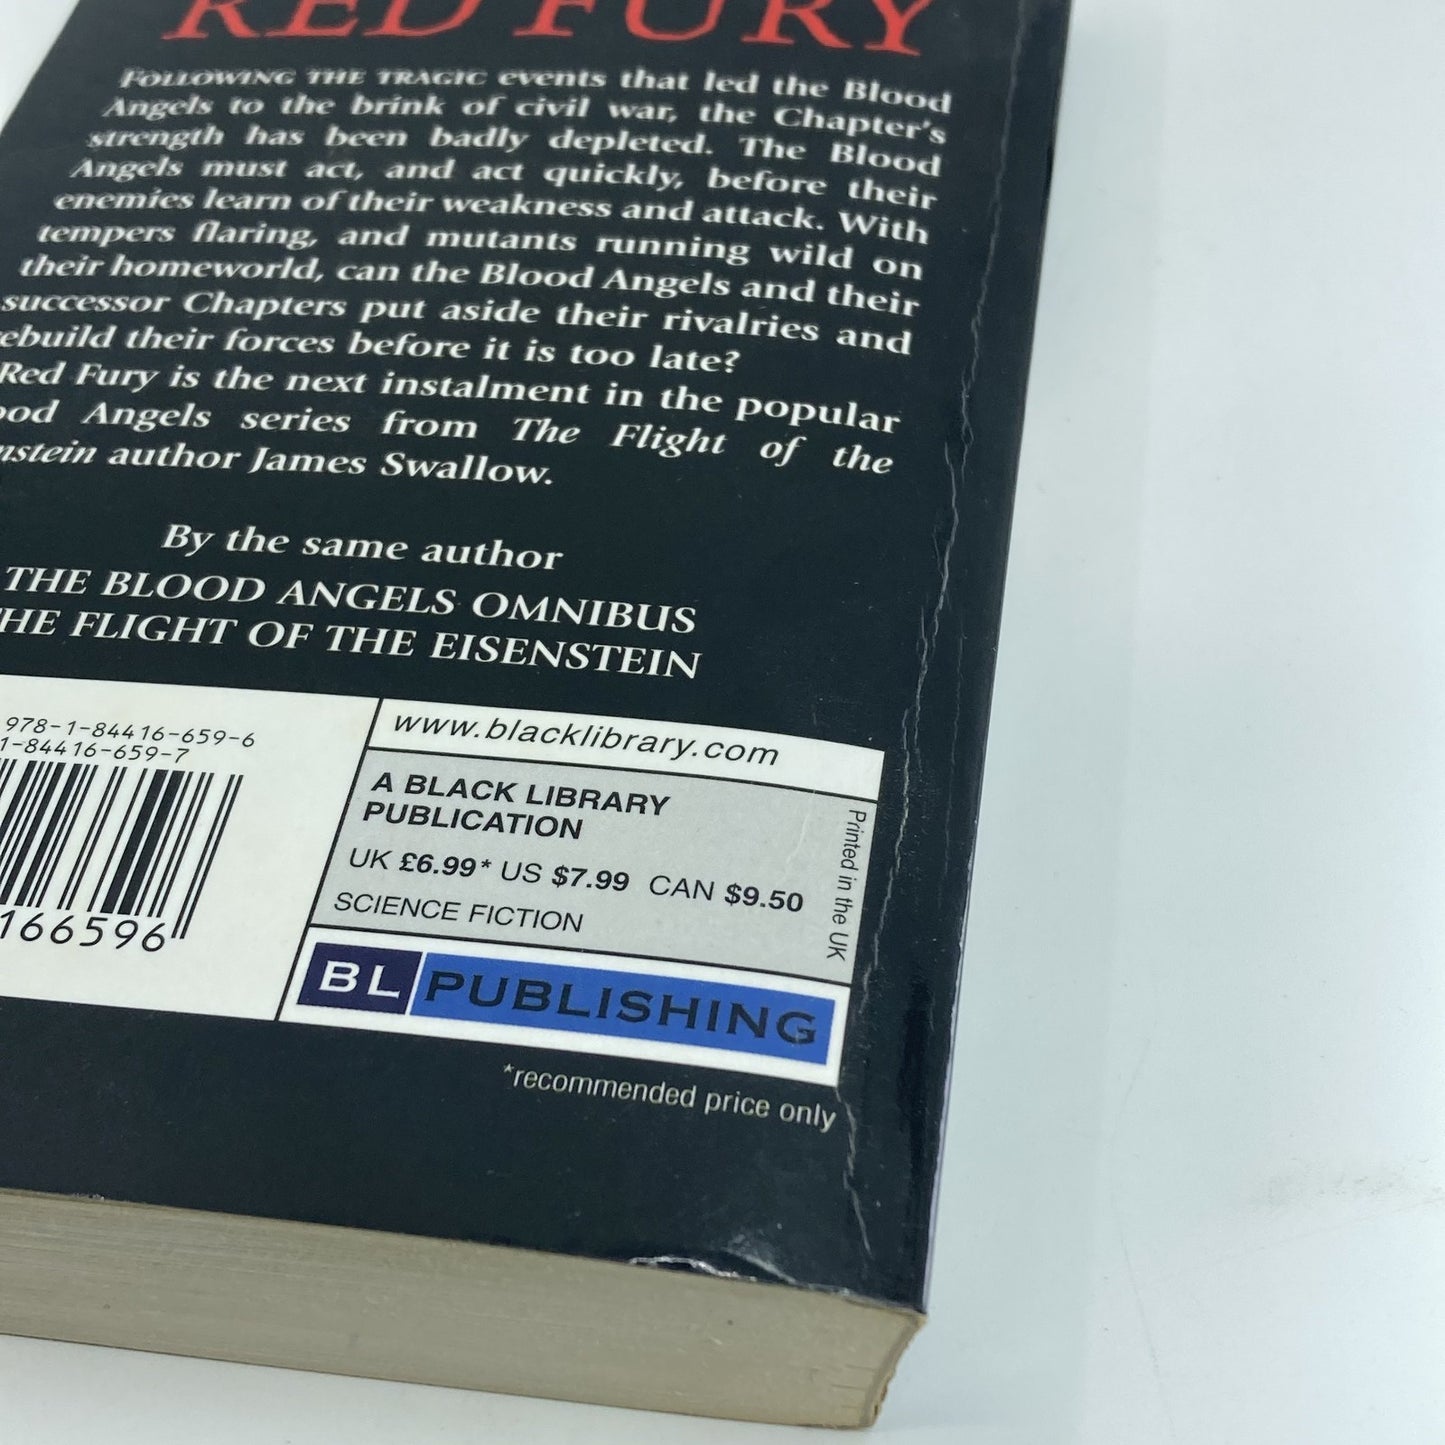 RED FURY
FOLLOWING THE TRAGIC events that led the Blood
Angels to the brink of civil war, the Chapter's
strength has been badly depleted. The Blood
Angels must act, and act quickly, before their
enemies learn of their weakness and attack. With
tempers flaring, and mutants running wild on
their homeworld, can the Blood Angels and their
successor Chapters put aside their rivalries and
ebuild their forces before it is too late?
Red Fury is the next instalment in the popular
ood Angels series from The Flight of the
nstein author James Swallow.
By the same author
THE BLOOD ANGELS OMNIBUS
HE FLIGHT OF THE EISENSTEIN
978-1-84416-659-6
1-84416-659-7
166596
www.blacklibrary.com
A BLACK LIBRARY
PUBLICATION
UK £6.99* US $7.99 CAN $9.50
SCIENCE FICTION
Printed in the UK
BL PUBLISHING
*recommended price only